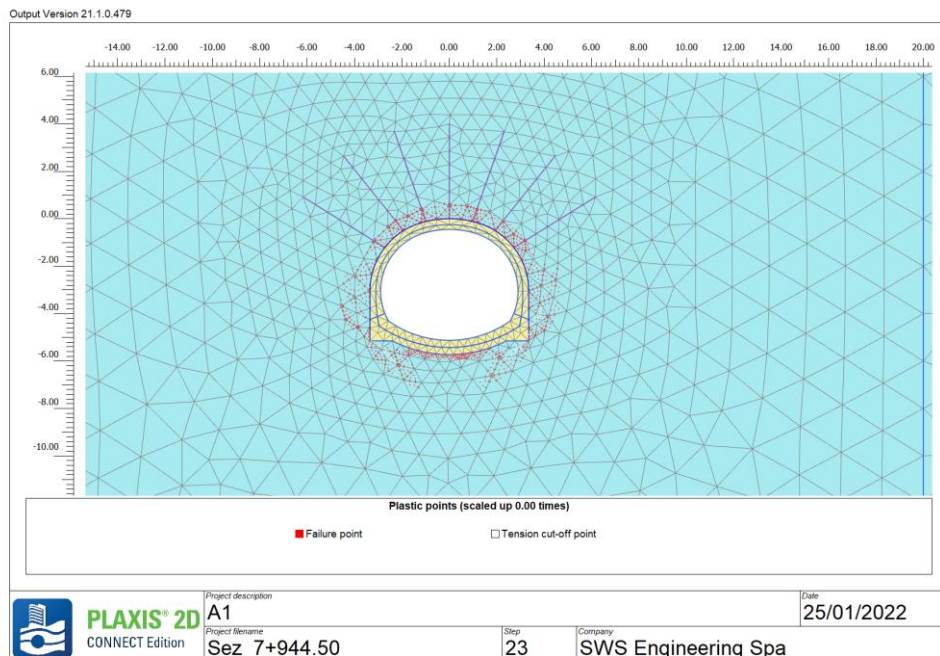 Output Version 21.1.0.479
-14.00 -12.00 -10.00 -8.00 -6.00 -4.00 -2.00 0.00 2.00 4.00 6.00 8.00 10.00 12.00 14.00 16.00 18.00 20.00
6.00
4.00
2.00
0.00
-2.00
-4.00
-6.00
-8.00
-10.00
Plastic points (scaled up 0.00 times)
Failure point Tension cut-off point
PLAXIS® 2D
CONNECT Edition
Project description
A1
Date
25/01/2022
Project filename
Sez_7+944.50
Step
23
Company
SWS Engineering Spa